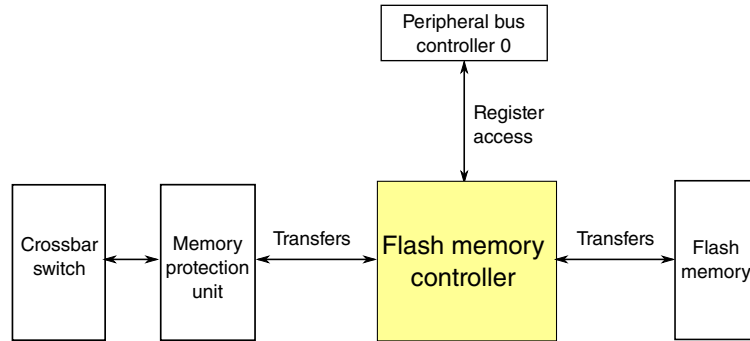 Peripheral bus
controller 0
Register
access
Crossbar
switch
Memory
protection
unit
Transfers
Flash memory
controller
Transfers
Flash
memory